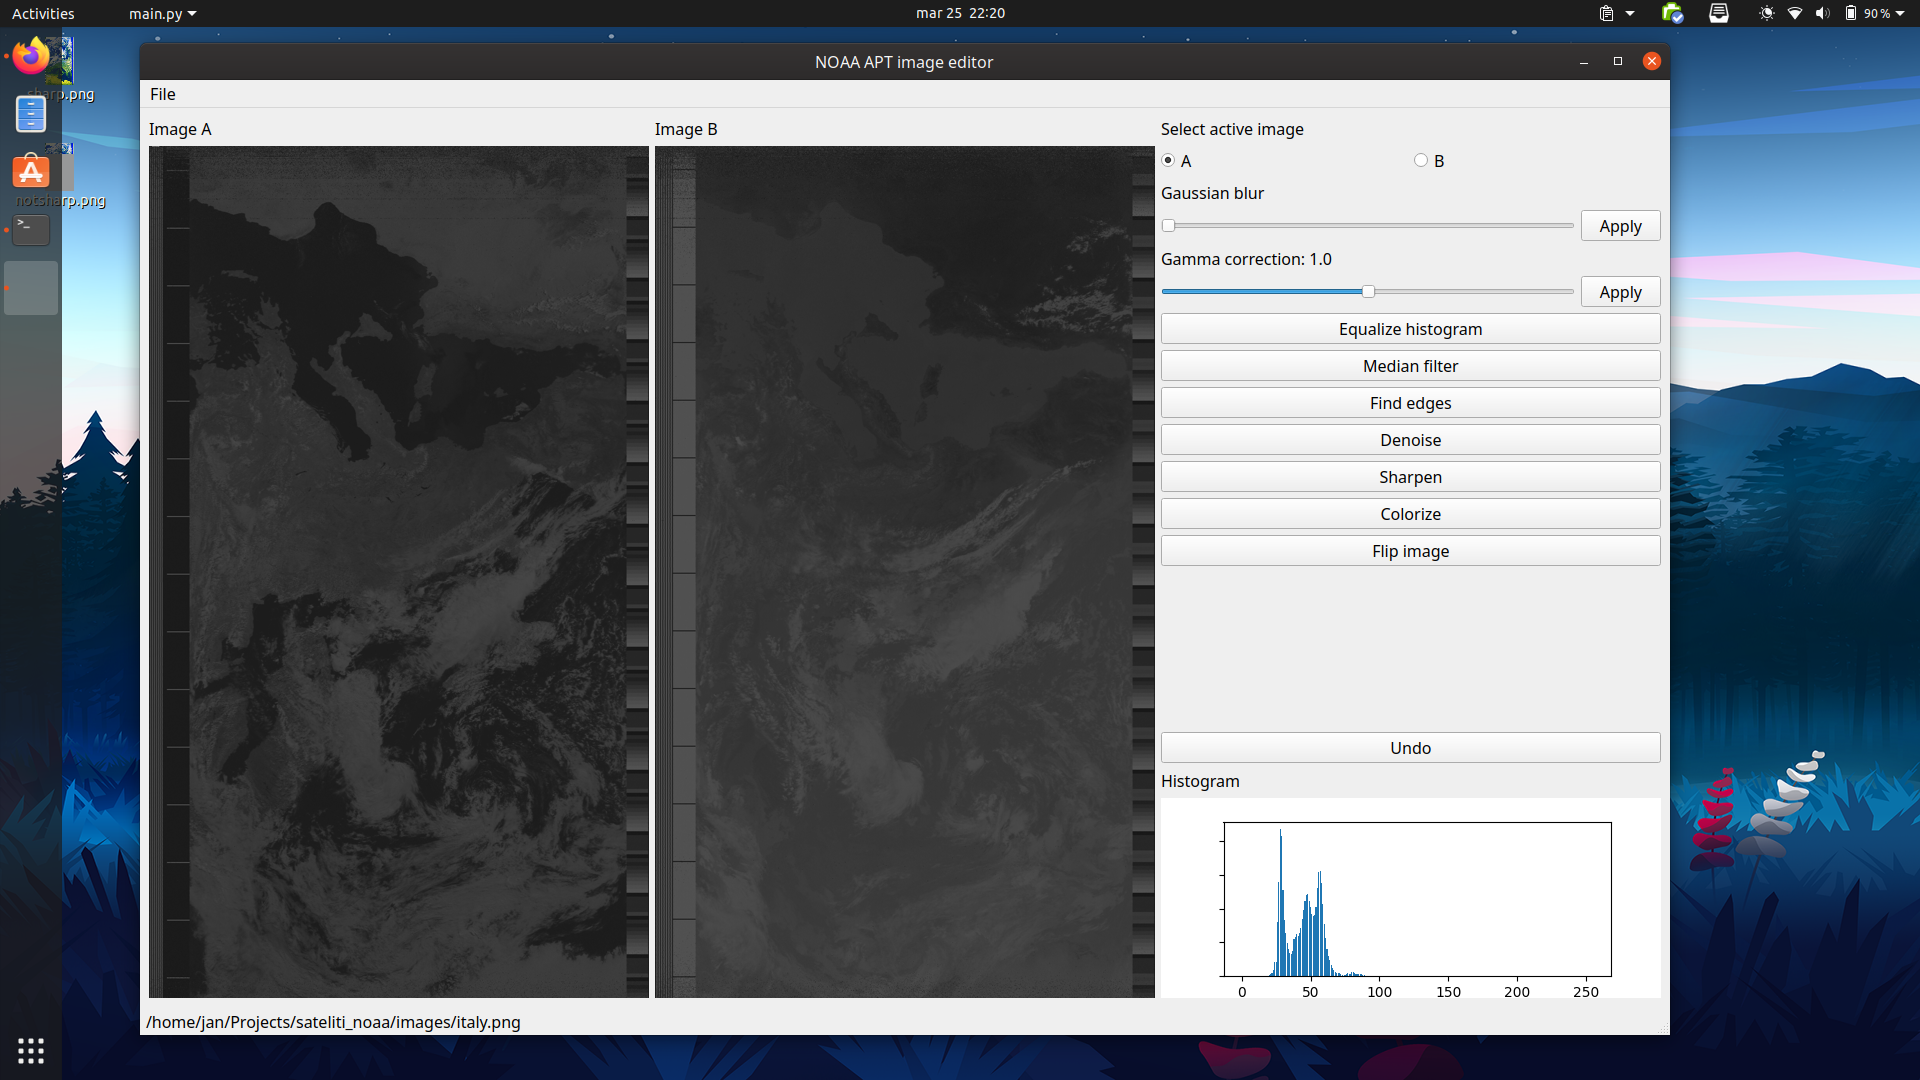 Activities
main.py
mar 25 22:20
90 %
sharp.png
notsharp.png
NOAA APT image editor
File
Image A
Image B
Select active image
A
B
Gaussian blur
Apply
Gamma correction: 1.0
Apply
Equalize histogram
Median filter
Find edges
Denoise
Sharpen
Colorize
Flip image
Undo
Histogram
0 50 100 150 200 250
/home/jan/Projects/sateliti_noaa/images/italy.png